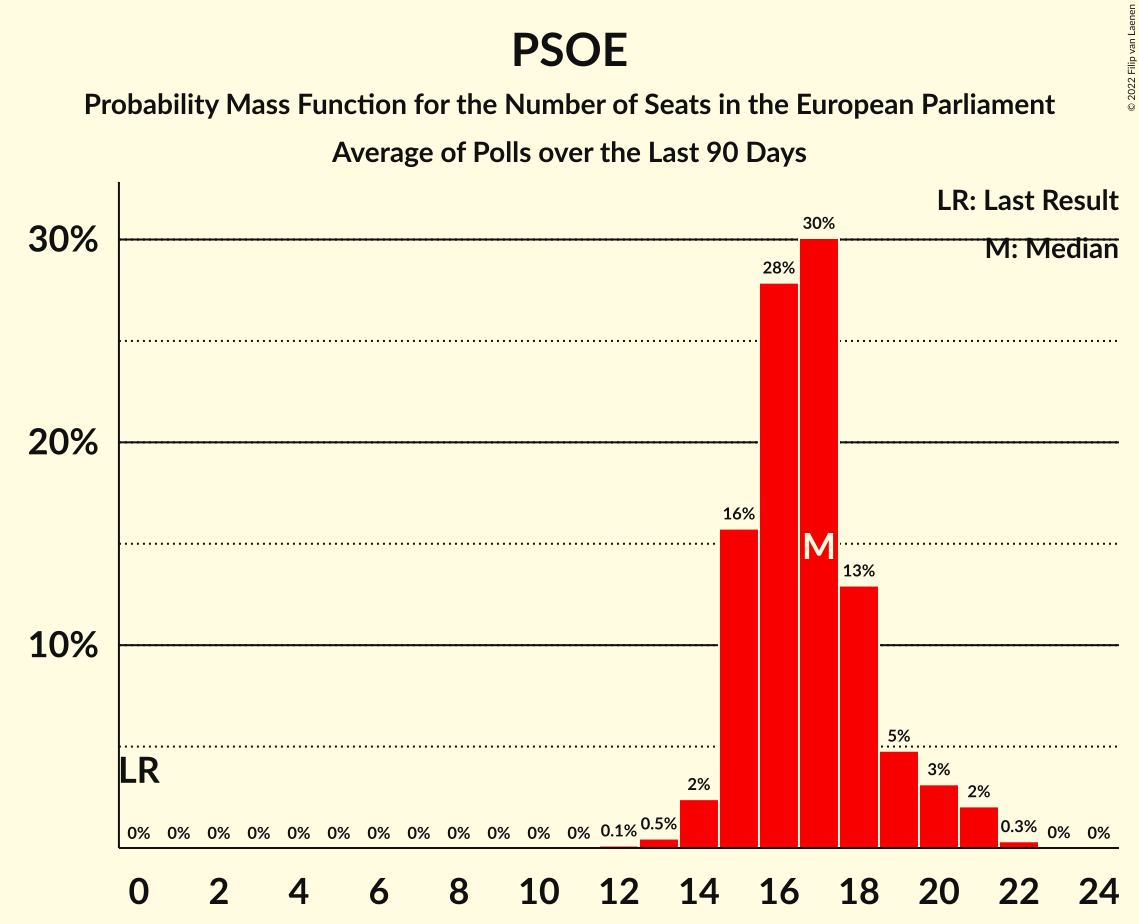 PSOE
Probability Mass Function for the Number of Seats in the European Parliament
Average of Polls over the Last 90 Days
© 2022 Filip van Laenen
LR: Last Result
M: Median
30%
20%
10%
30%
28%
16%
M
13%
5%
3%
2%
2%
LR
0% 0% 0% 0% 0% 0% 0% 0% 0% 0% 0% 0% 0.1% 0.5% 0.3% 0% 0%
0 2 4 6 8 10 12 14 16 18 20 22 24